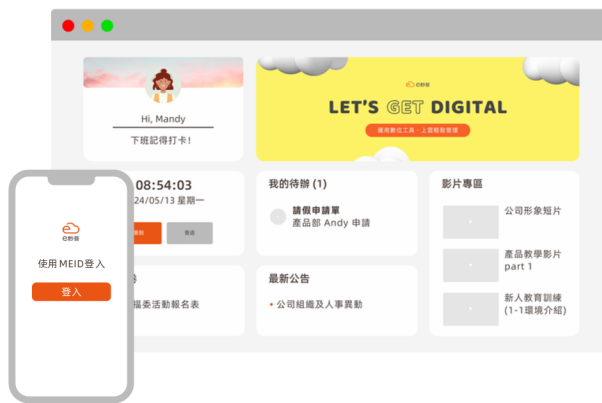 Hi, Mandy
下班記得打卡!
e秒签
LET'S GET DIGITAL
運用數位工具,上雲輕鬆管理
08:54:03
24/05/13 星期一
我的待辦 (1)
請假申請單
產品部 Andy 申請
影片專區
公司形象短片
產品教學影片
part 1
新人教育訓練
(1-1環境介紹)
福委活動報名表
最新公告
• 公司組織及人事異動
使用MEID登入
登入